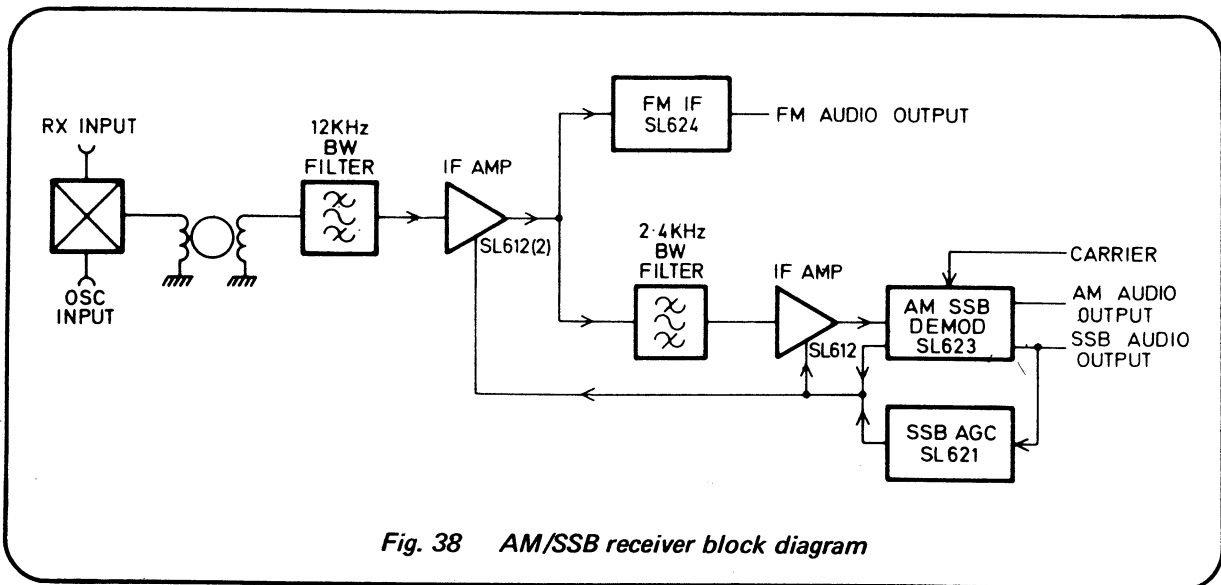 RX INPUT
OSC
INPUT
12KHz
BW
FILTER
IF AMP
SL612(2)
FM IF
SL624
FM AUDIO OUTPUT
2·4KHz
BW
FILTER
IF AMP
SL612
AM SSB
DEMOD
SL623
CARRIER
AM AUDIO
OUTPUT
SSB AUDIO
OUTPUT
SSB AGC
SL621
Fig. 38 AM/SSB receiver block diagram